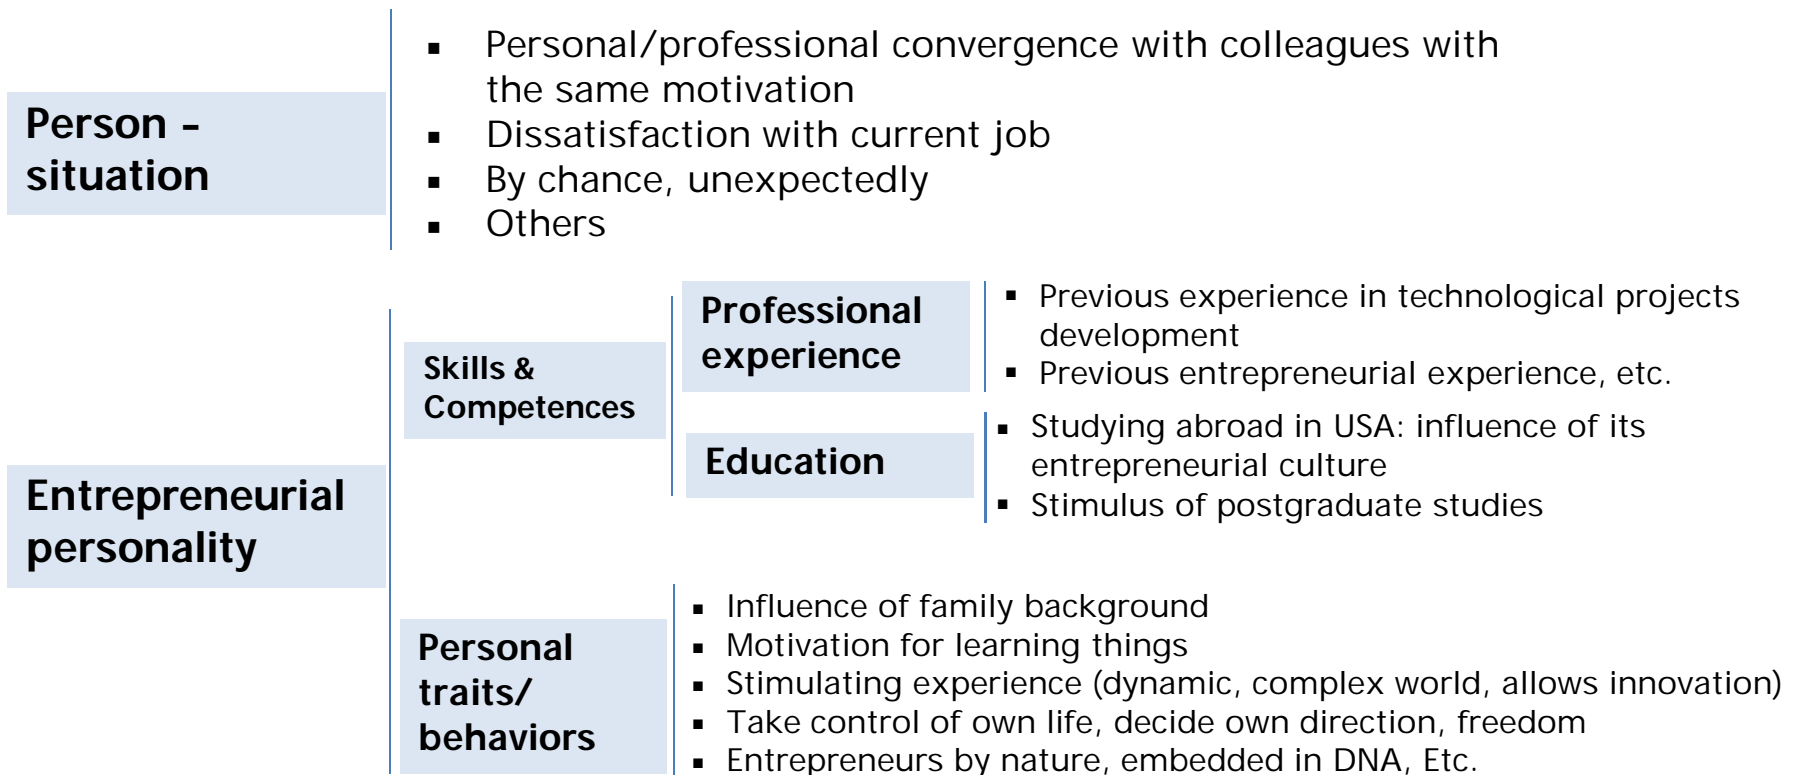 Person -
situation
▪ Personal/professional convergence with colleagues with
the same motivation
▪ Dissatisfaction with current job
▪ By chance, unexpectedly
▪ Others
Entrepreneurial
personality
Skills &
Competences
Professional
experience
▪ Previous experience in technological projects
development
▪ Previous entrepreneurial experience, etc.
Education
▪ Studying abroad in USA: influence of its
entrepreneurial culture
▪ Stimulus of postgraduate studies
Personal
traits/
behaviors
▪ Influence of family background
▪ Motivation for learning things
▪ Stimulating experience (dynamic, complex world, allows innovation)
▪ Take control of own life, decide own direction, freedom
▪ Entrepreneurs by nature, embedded in DNA, Etc.